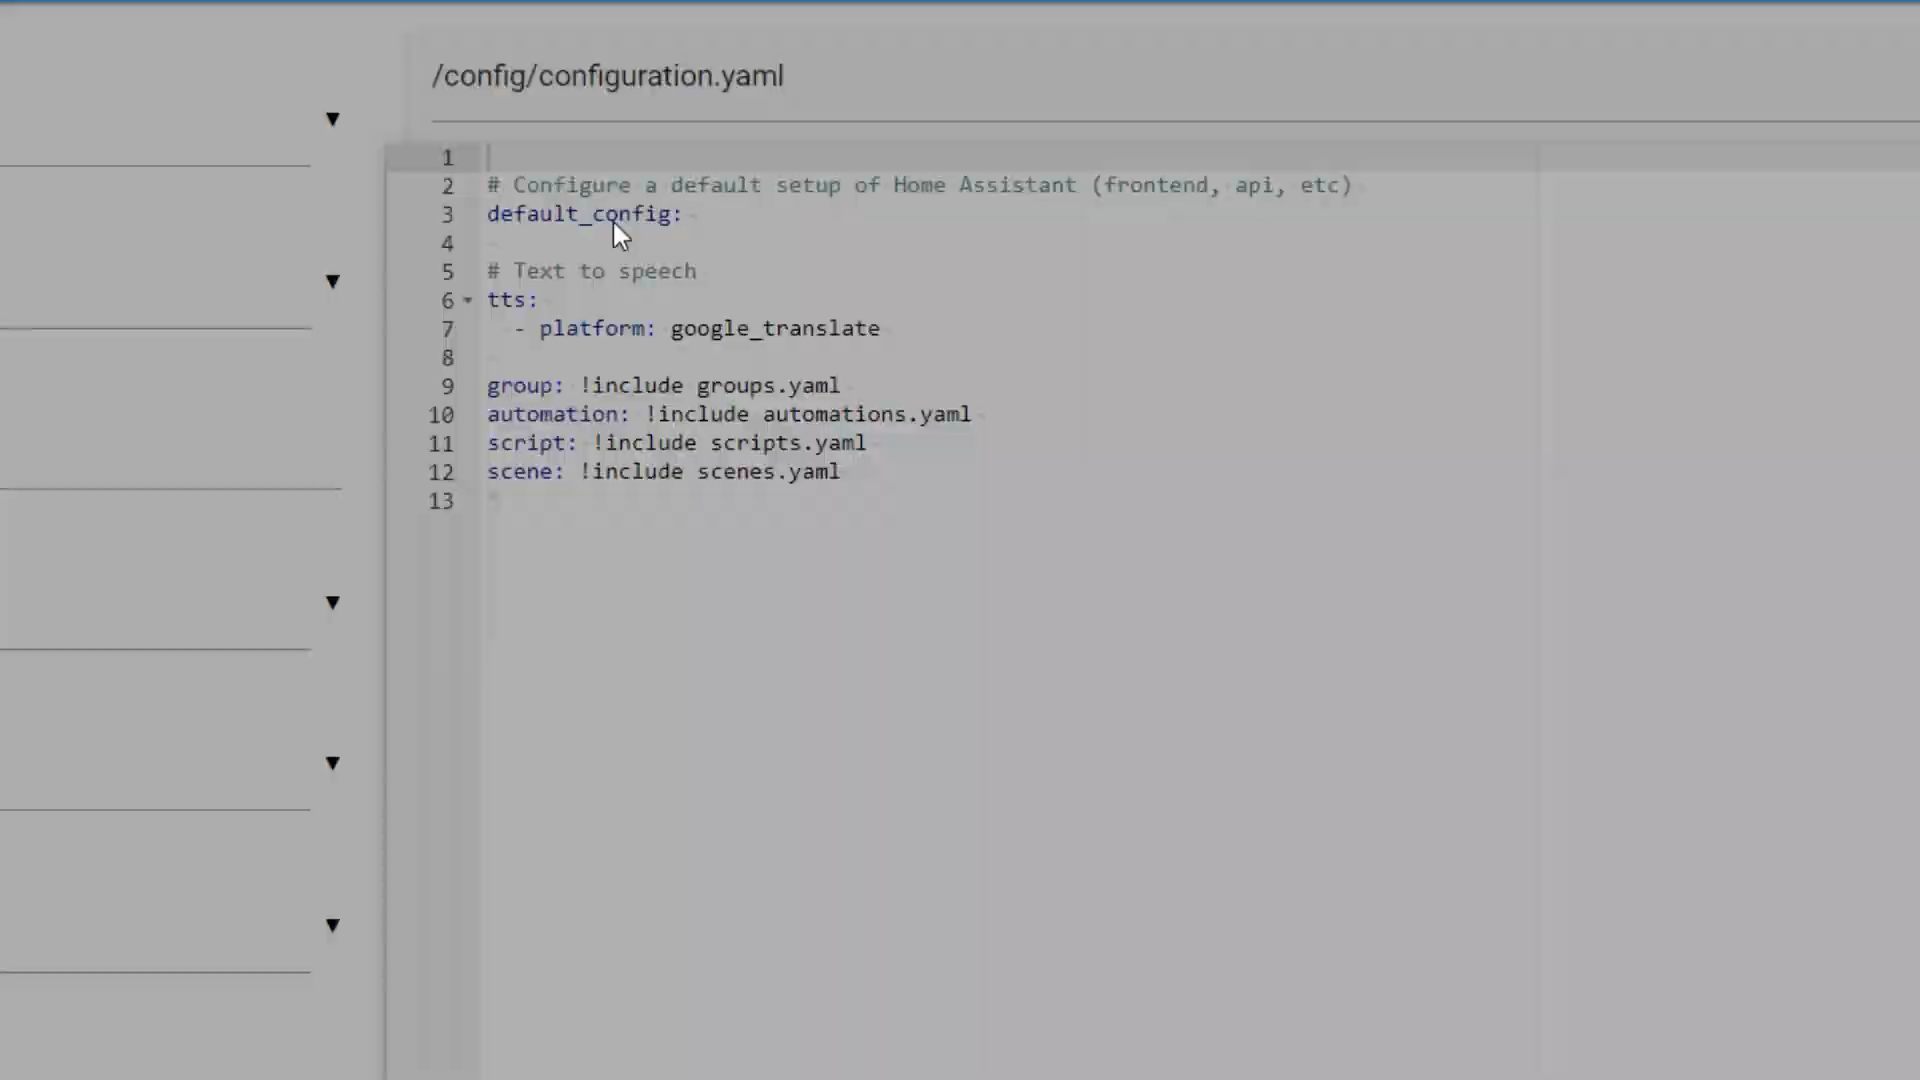 /config/configuration.yaml
1
2 # Configure a default setup of Home Assistant (frontend, api, etc)
3 default_config:
4
5 # Text to speech
6 tts:
7 - platform: google_translate
8
9 group: !include groups.yaml
10 automation: !include automations.yaml
11 script: !include scripts.yaml
12 scene: !include scenes.yaml
13